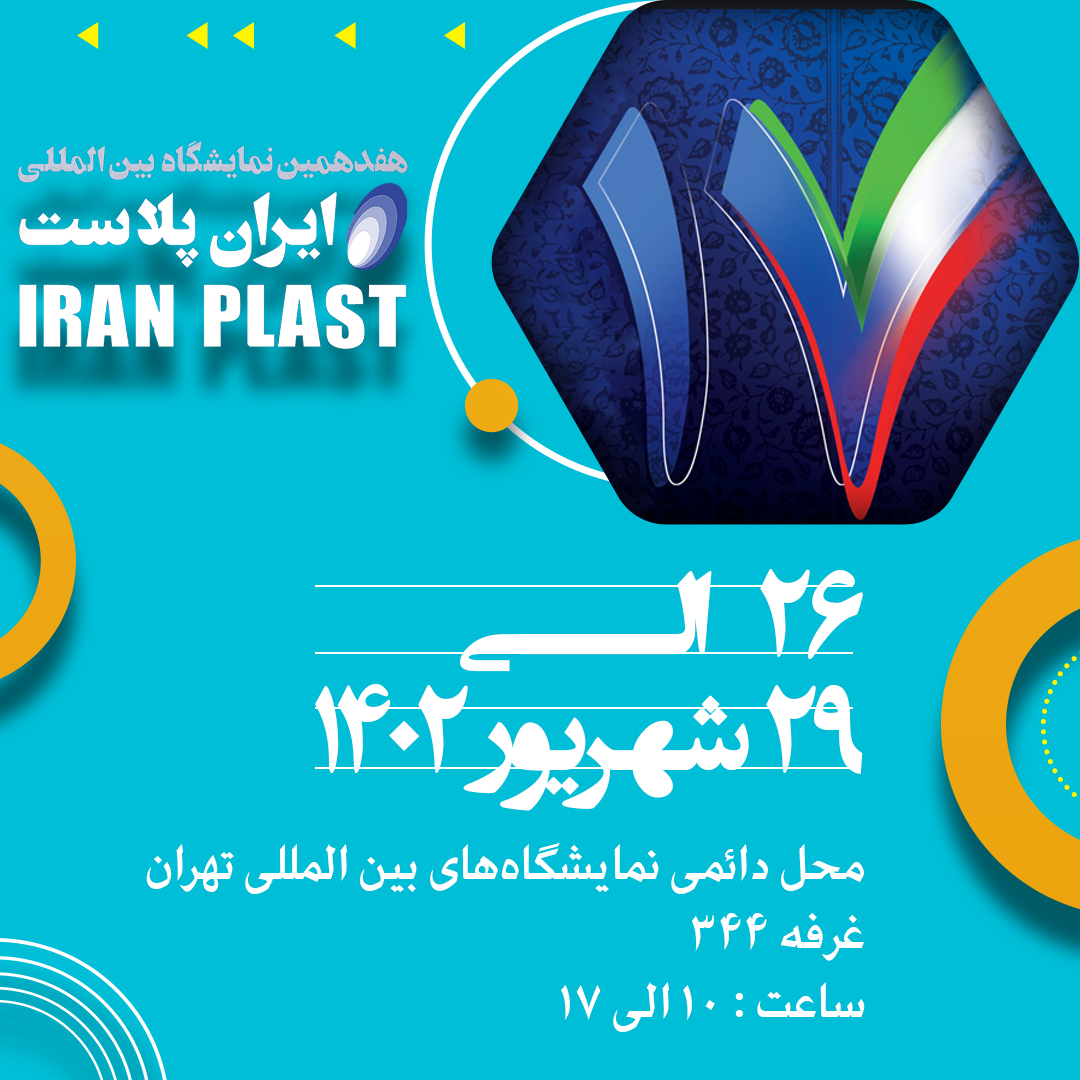 هفدهمین نمایشگاه بین المللی
ایران پلاست
IRAN PLAST
۱۷
۲۶ الی
۲۹ شهریور ۱۴۰۲
محل دائمی نمایشگاه‌های بین المللی تهران
غرفه ۳۴۴
ساعت : ۱۰ الی ۱۷